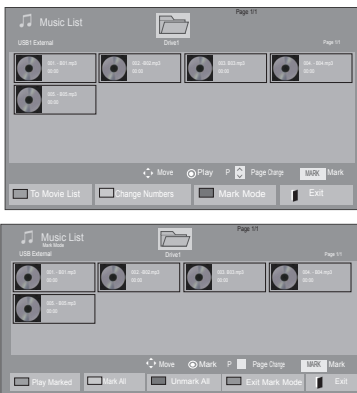 Page 1/1
Music List
USB1 External Drive1 Page 1/1
001. - B01.mp3 002. -B02.mp3 003. B03.mp3 004. - B04.mp3
00:00 00:00 00:00 00:00
005. - B05.mp3
00:00
Move Play P Page Change MARK Mark
To Movie List Change Numbers Mark Mode Exit
Page 1/1
Music List
Mark Mode
USB External Drive1
001. - B01.mp3 002. -B02.mp3 003. B03.mp3 004. - B04.mp3
00:00 00:00 00:00 00:00
005. - B05.mp3
00:00
Move Mark P Page Change MARK Mark
Play Marked Mark All Unmark All Exit Mark Mode Exit